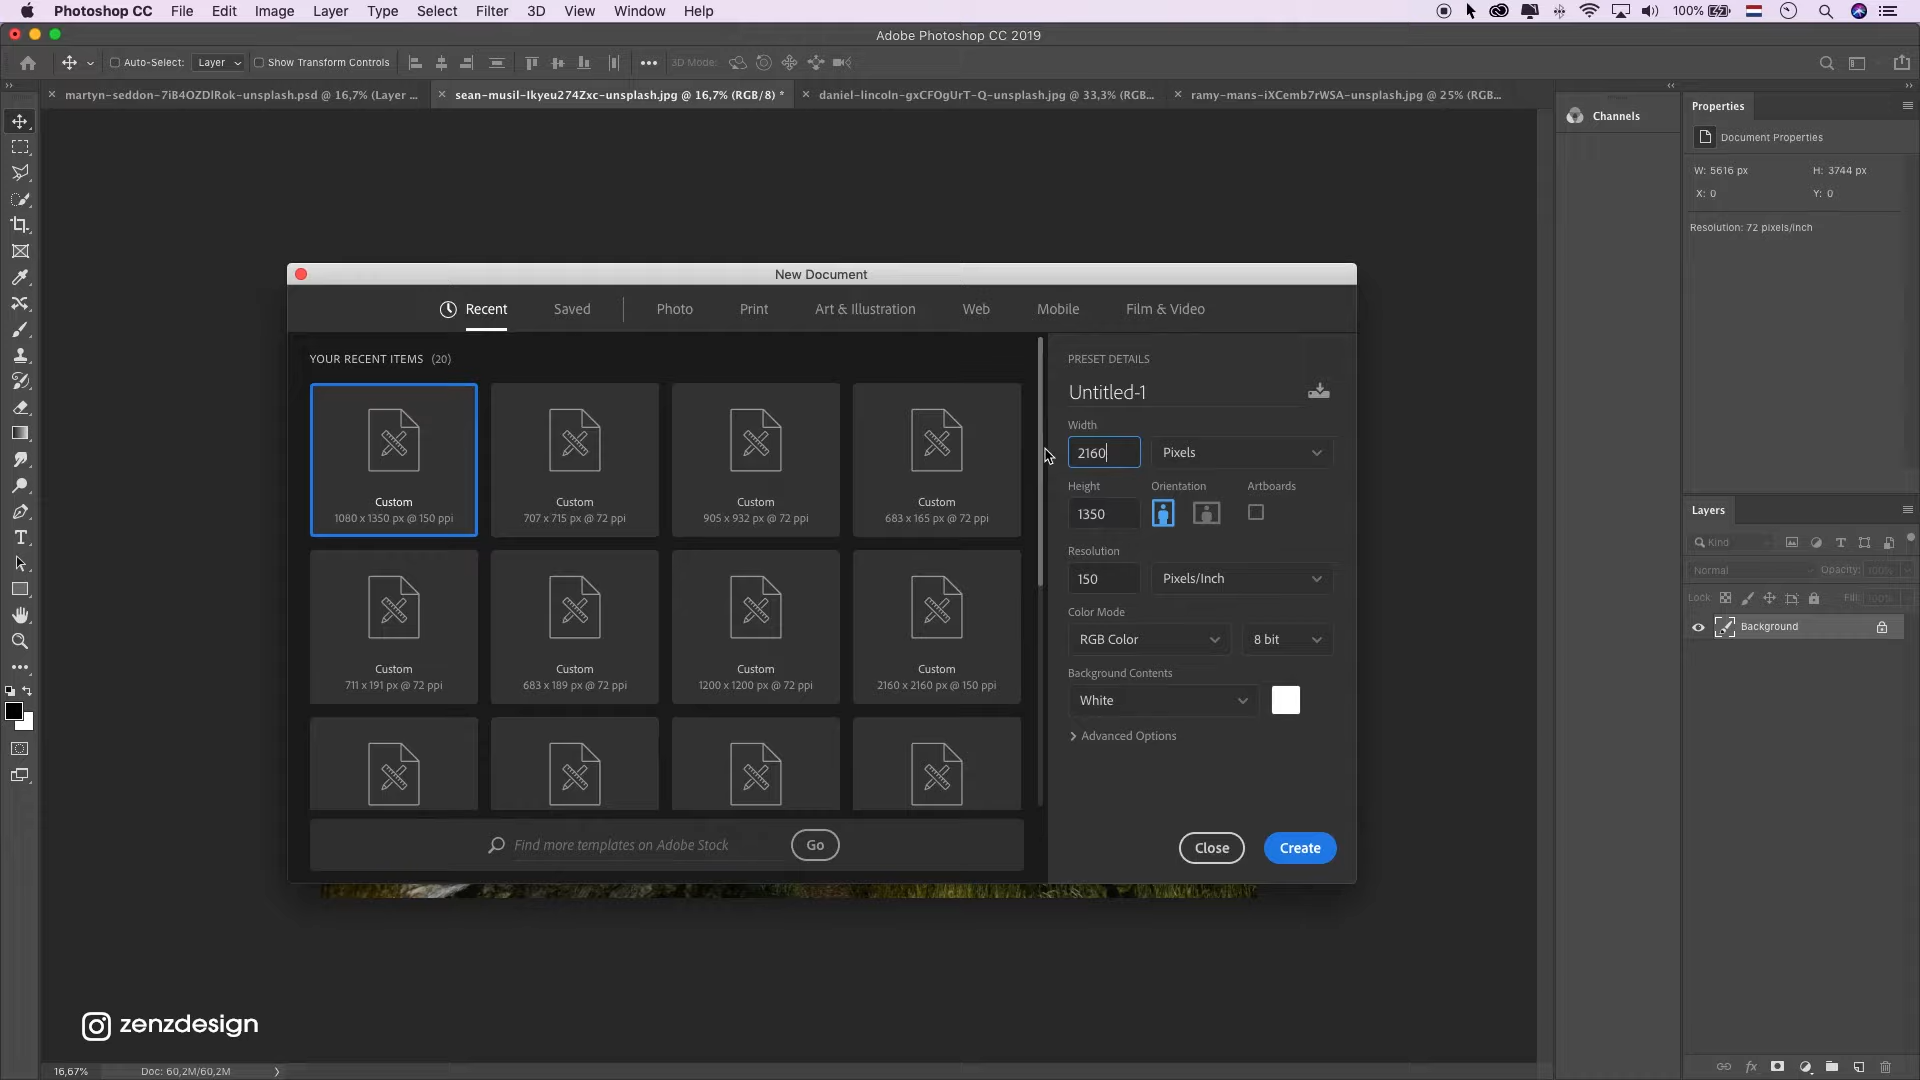 Photoshop CC File Edit Image Layer Type Select Filter 3D View Window Help 100%
Adobe Photoshop CC 2019
Auto-Select: Layer Show Transform Controls 3D Mode:
martyn-seddon-7iB4OZDlRok-unsplash.psd @ 16,7% (Layer ... sean-musil-Ikyeu274Zxc-unsplash.jpg @ 16,7% (RGB/8) * daniel-lincoln-gxCFOgUrT-Q-unsplash.jpg @ 33,3% (RGB... ramy-mans-iXCemb7rWSA-unsplash.jpg @ 25% (RGB...
Channels
Properties
Document Properties
W: 5616 px H: 3744 px
X: 0 Y: 0
Resolution: 72 pixels/inch
New Document
Recent Saved Photo Print Art & Illustration Web Mobile Film & Video
YOUR RECENT ITEMS (20)
Custom
1080 x 1350 px @ 150 ppi
Custom
707 x 715 px @ 72 ppi
Custom
905 x 932 px @ 72 ppi
Custom
683 x 165 px @ 72 ppi
Custom
711 x 191 px @ 72 ppi
Custom
683 x 189 px @ 72 ppi
Custom
1200 x 1200 px @ 72 ppi
Custom
2160 x 2160 px @ 150 ppi
Find more templates on Adobe Stock Go
PRESET DETAILS
Untitled-1
Width
2160 Pixels
Height Orientation Artboards
1350
Resolution
150 Pixels/Inch
Color Mode
RGB Color 8 bit
Background Contents
White
Advanced Options
Close Create
Layers
Kind
Normal Opacity: 100%
Lock: Fill: 100%
Background
zenzdesign
16,67% Doc: 60,2M/60,2M